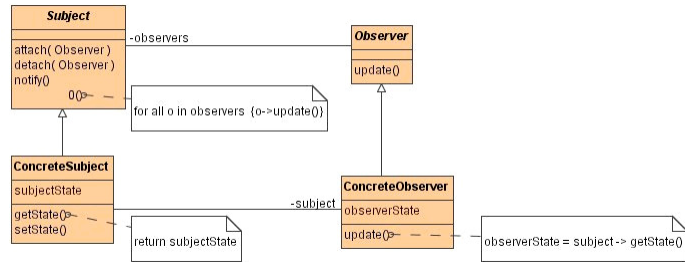 Subject
attach( Observer )
detach( Observer )
notify()
0()
-observers
Observer
update()
for all o in observers {o->update()}
ConcreteSubject
subjectState
getState()
setState()
return subjectState
-subject
ConcreteObserver
observerState
update()
observerState = subject -> getState()